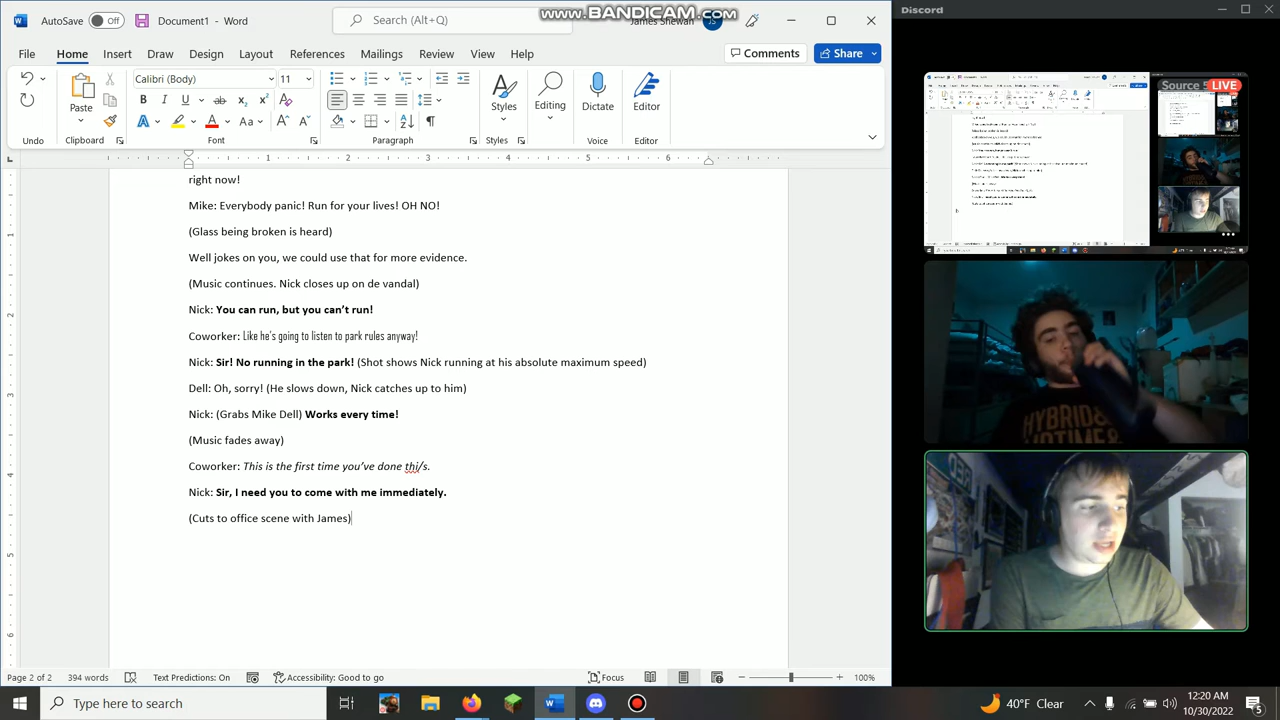 AutoSave Off Document1 - Word Search (Alt+Q) James Shewan JS
www.BANDICAM.com
File Home Insert Draw Design Layout References Mailings Review View Help Comments Share
Calibri (Body) 11
Paste Styles Editing Dictate Editor
Undo Clipboard Font Paragraph Styles Voice Editor
right now!
Mike: Everybody listen! Run for your lives! OH NO!
(Glass being broken is heard)
Well johnny, we could use a bit more silence.
(Music continues. Nick closes up on de vandal)
Nick: You can run, but you can’t run!
Coworker: Like he’s going to listen to park rules anyway!
Nick: Sir! No running in the park! (Shot shows Nick running at his absolute maximum speed)
Dell: Oh, sorry! (He slows down, Nick catches up to him)
Nick: (Grabs Mike Dell) Works every time!
(Music fades away)
Coworker: This is the first time you’ve done thi/s.
Nick: Sir, I need you to come with me immediately.
(Cuts to office scene with James)
Page 2 of 2 394 words Text Predictions: On Accessibility: Good to go Focus 100%
Type here to search
40°F Clear
12:20 AM
10/30/2022
5
Discord
LIVE
HYBRID&
UPTIME&